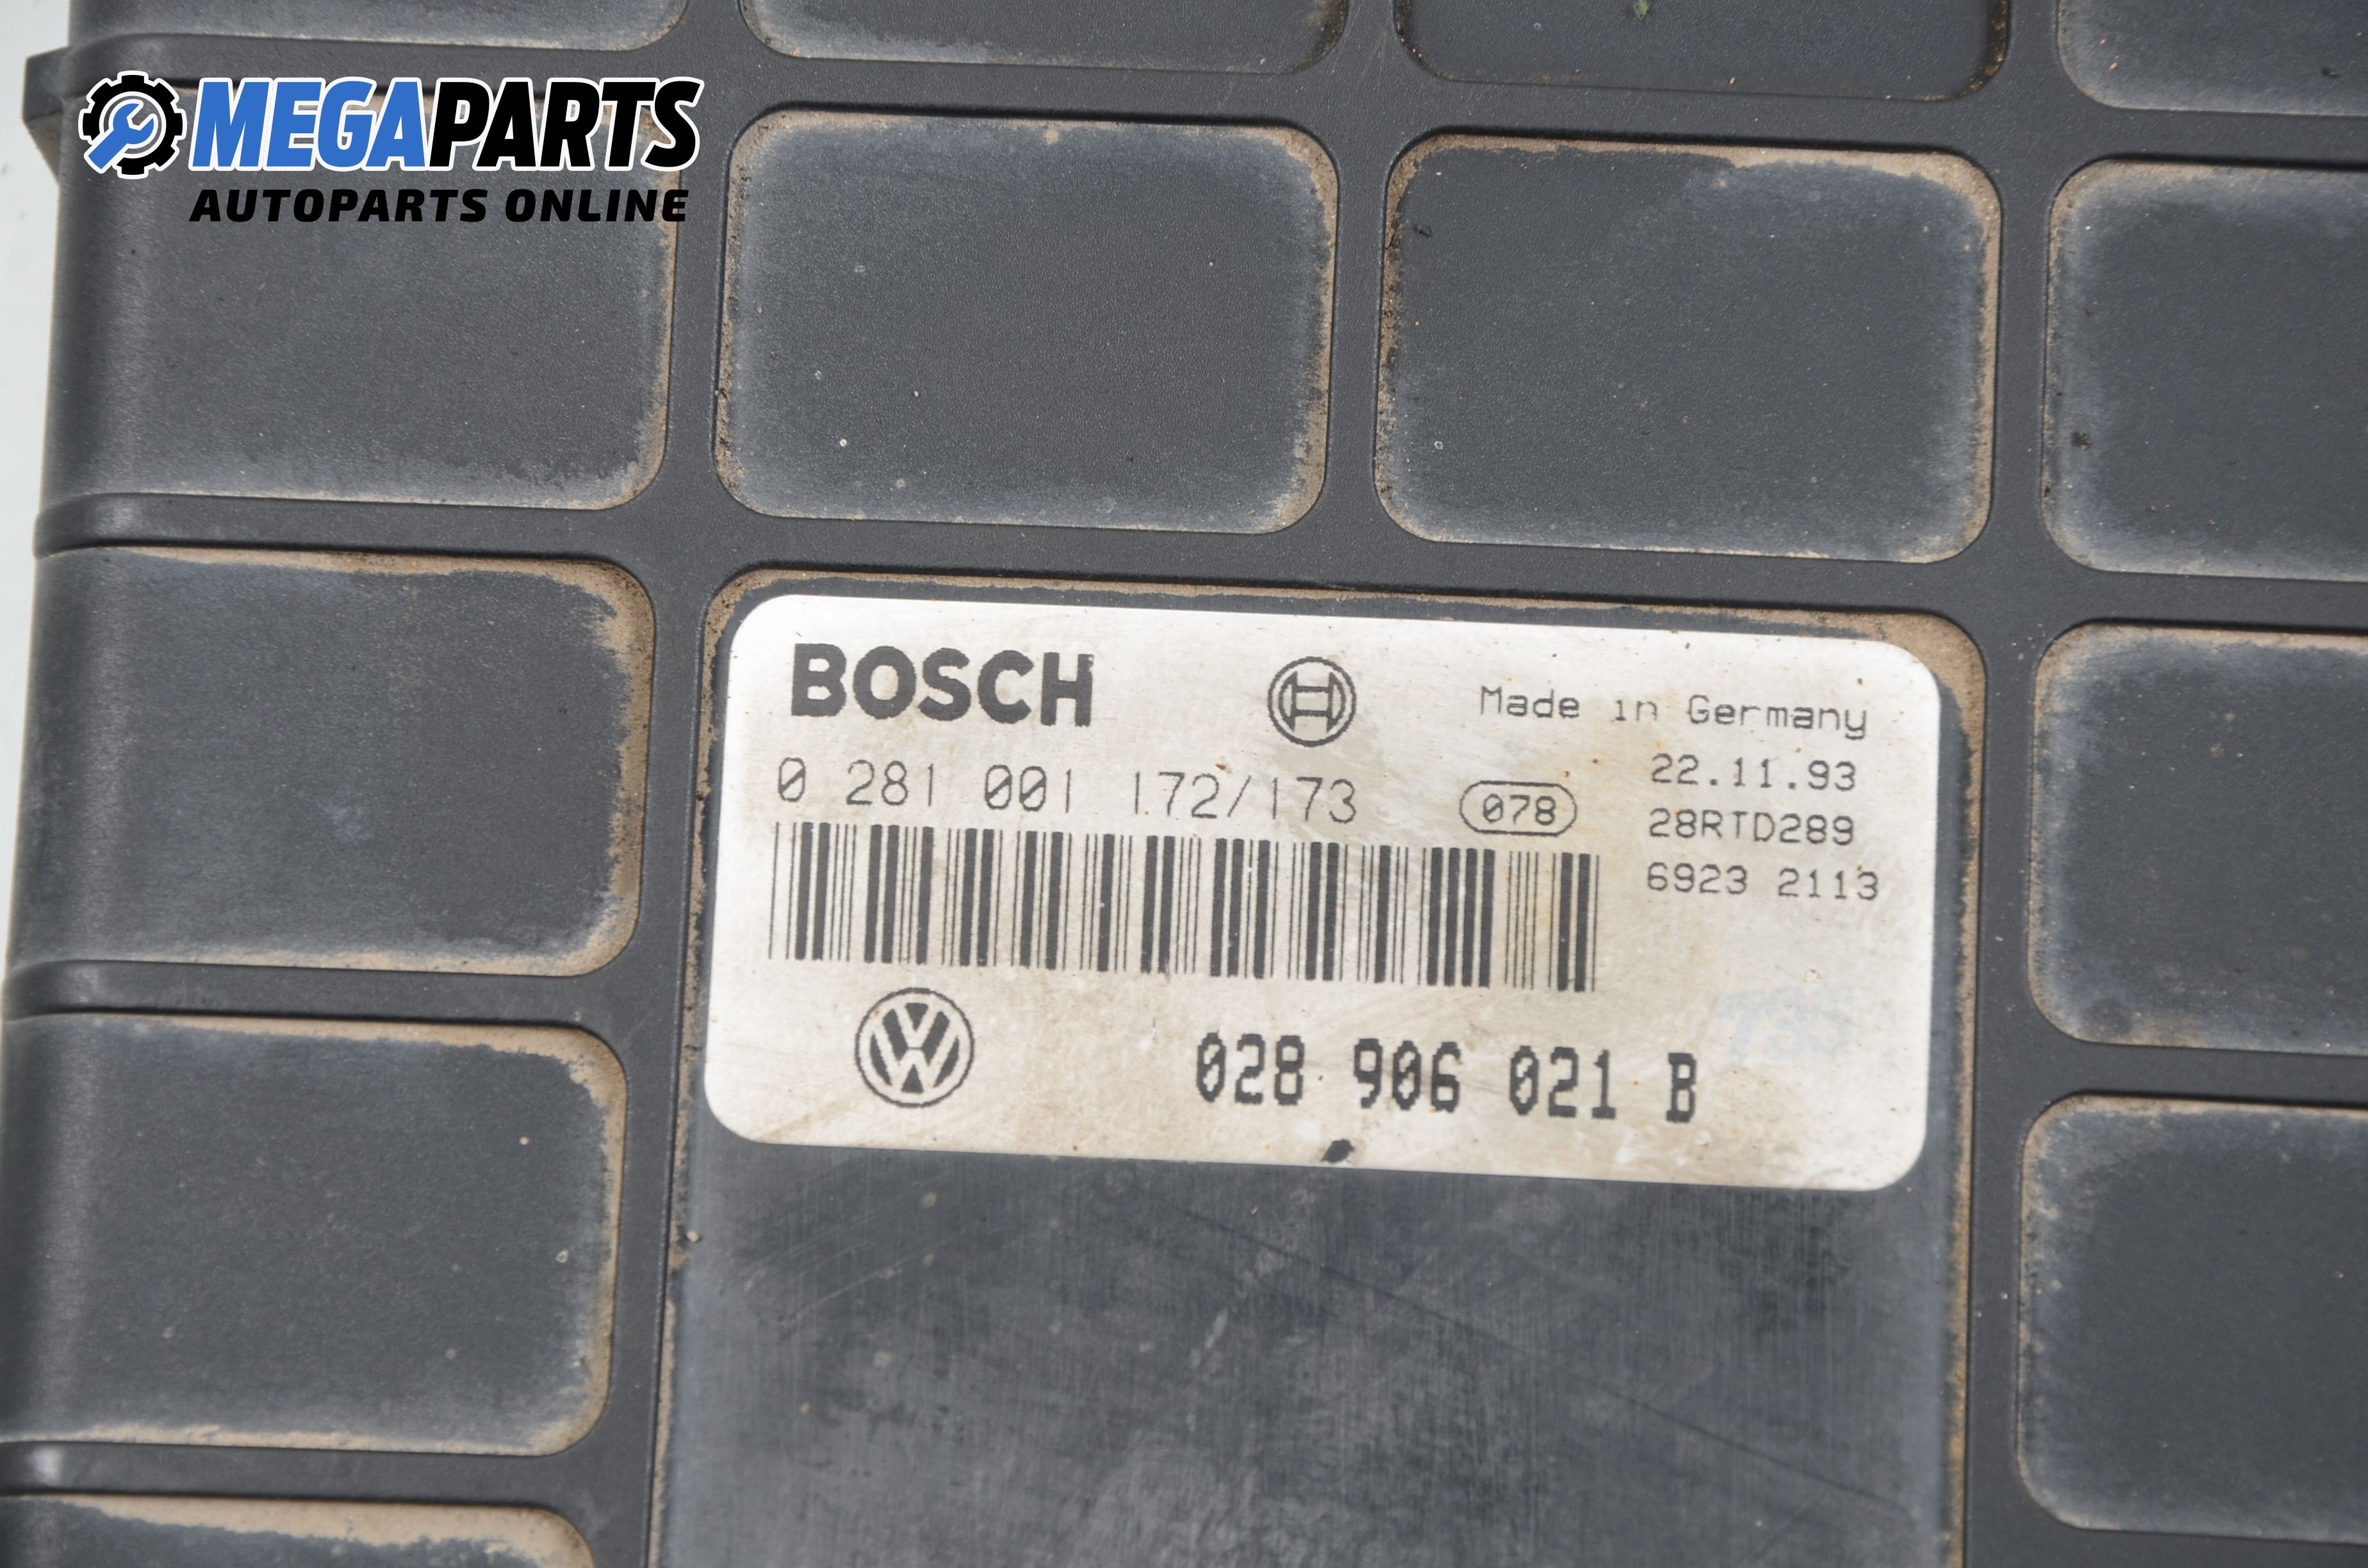 MEGAPARTS
AUTOPARTS ONLINE
BOSCH
Made in Germany
0 281 001 172/173
078
22.11.93
28RTD289
6923 2113
028 906 021 B